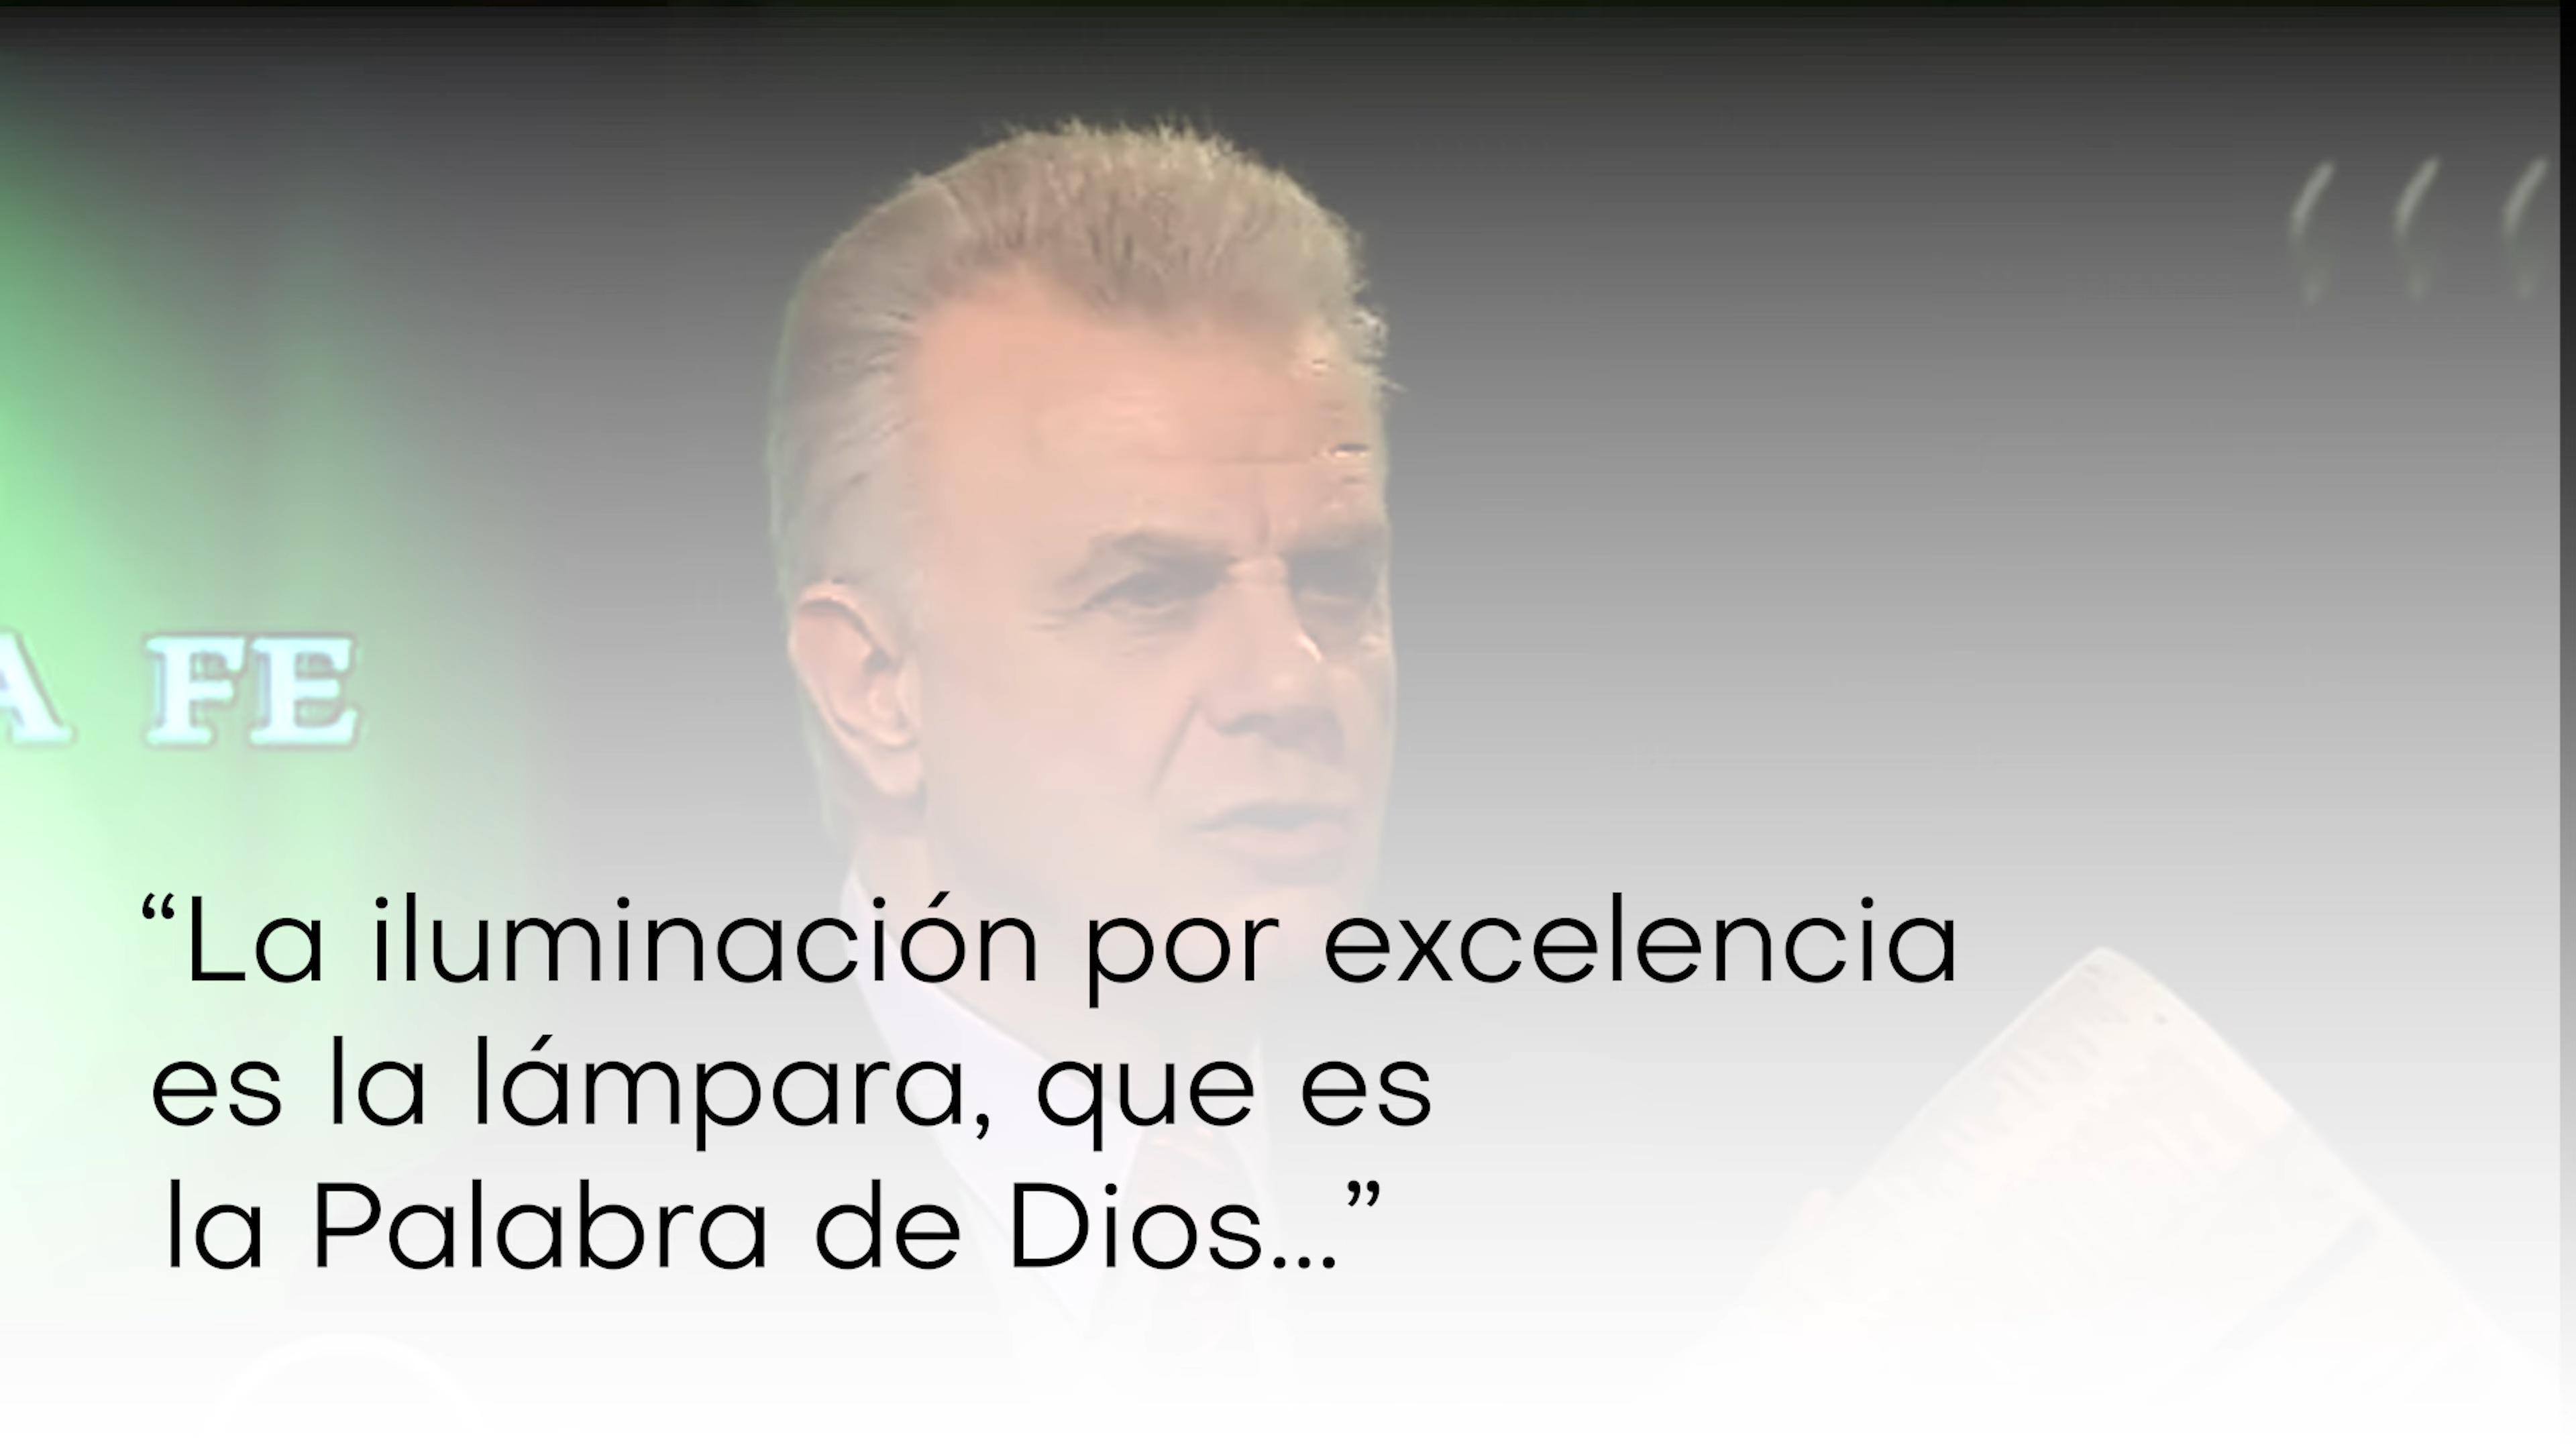 A FE
“La iluminación por excelencia
es la lámpara, que es
la Palabra de Dios...”